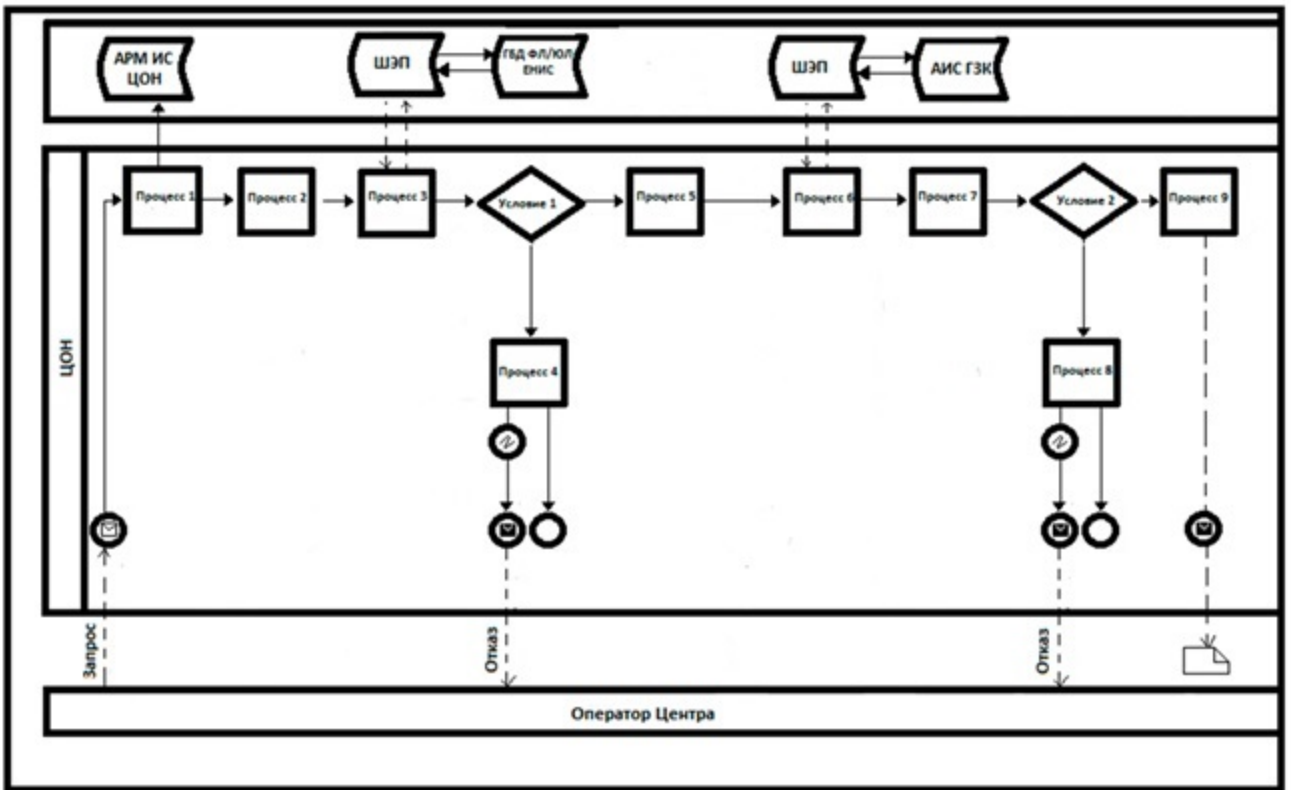 АРМ ИС
ЦОН
ШЭП
ГБД ФЛ/ЮЛ
ЕНИС
ШЭП
АИС ГЗК
ЦОН
Процесс 1
Процесс 2
Процесс 3
Условие 1
Процесс 5
Процесс 6
Процесс 7
Условие 2
Процесс 9
Процесс 4
Процесс 8
Запрос
Отказ
Отказ
Оператор Центра